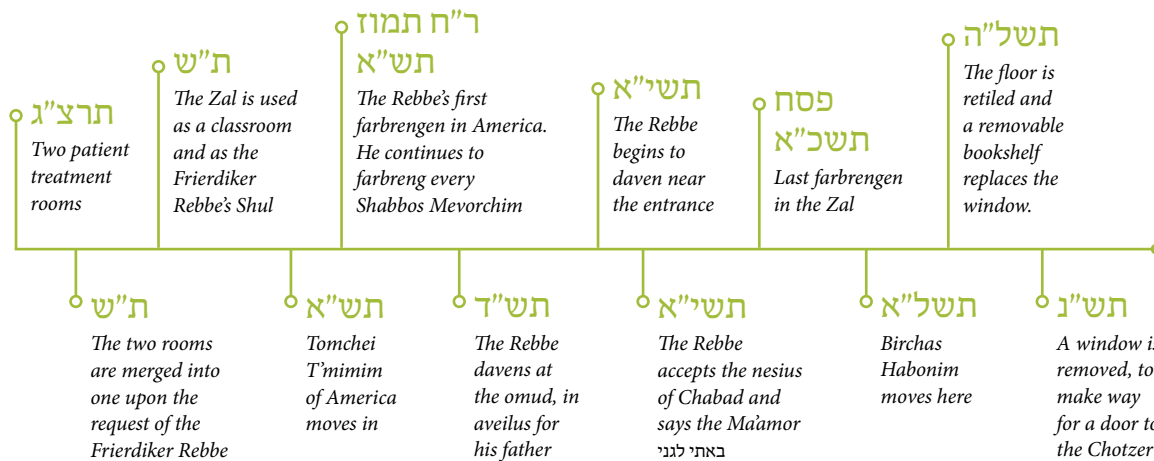 תרצ"ג
Two patient
treatment
rooms
ת"ש
The two rooms
are merged into
one upon the
request of the
Frierdiker Rebbe
ת"ש
The Zal is used
as a classroom
and as the
Frierdiker
Rebbe's Shul
תש"א
Tomchei
T'mimim
of America
moves in
ר"ח תמוז
תש"א
The Rebbe's first
farbrengen in America.
He continues to
farbreng every
Shabbos Mevorchim
תש"ד
The Rebbe
davens at
the omud, in
aveilus for
his father
תשי"א
The Rebbe
begins to
daven near
the entrance
תשי"א
The Rebbe
accepts the nesius
of Chabad and
says the Ma'amor
באתי לגני
פסח
תשכ"א
Last farbrengen
in the Zal
תשל"א
Birchas
Habonim
moves here
תשל"ה
The floor is
retiled and
a removable
bookshelf
replaces the
window.
תש"נ
A window is
removed, to
make way
for a door to
the Chotzer